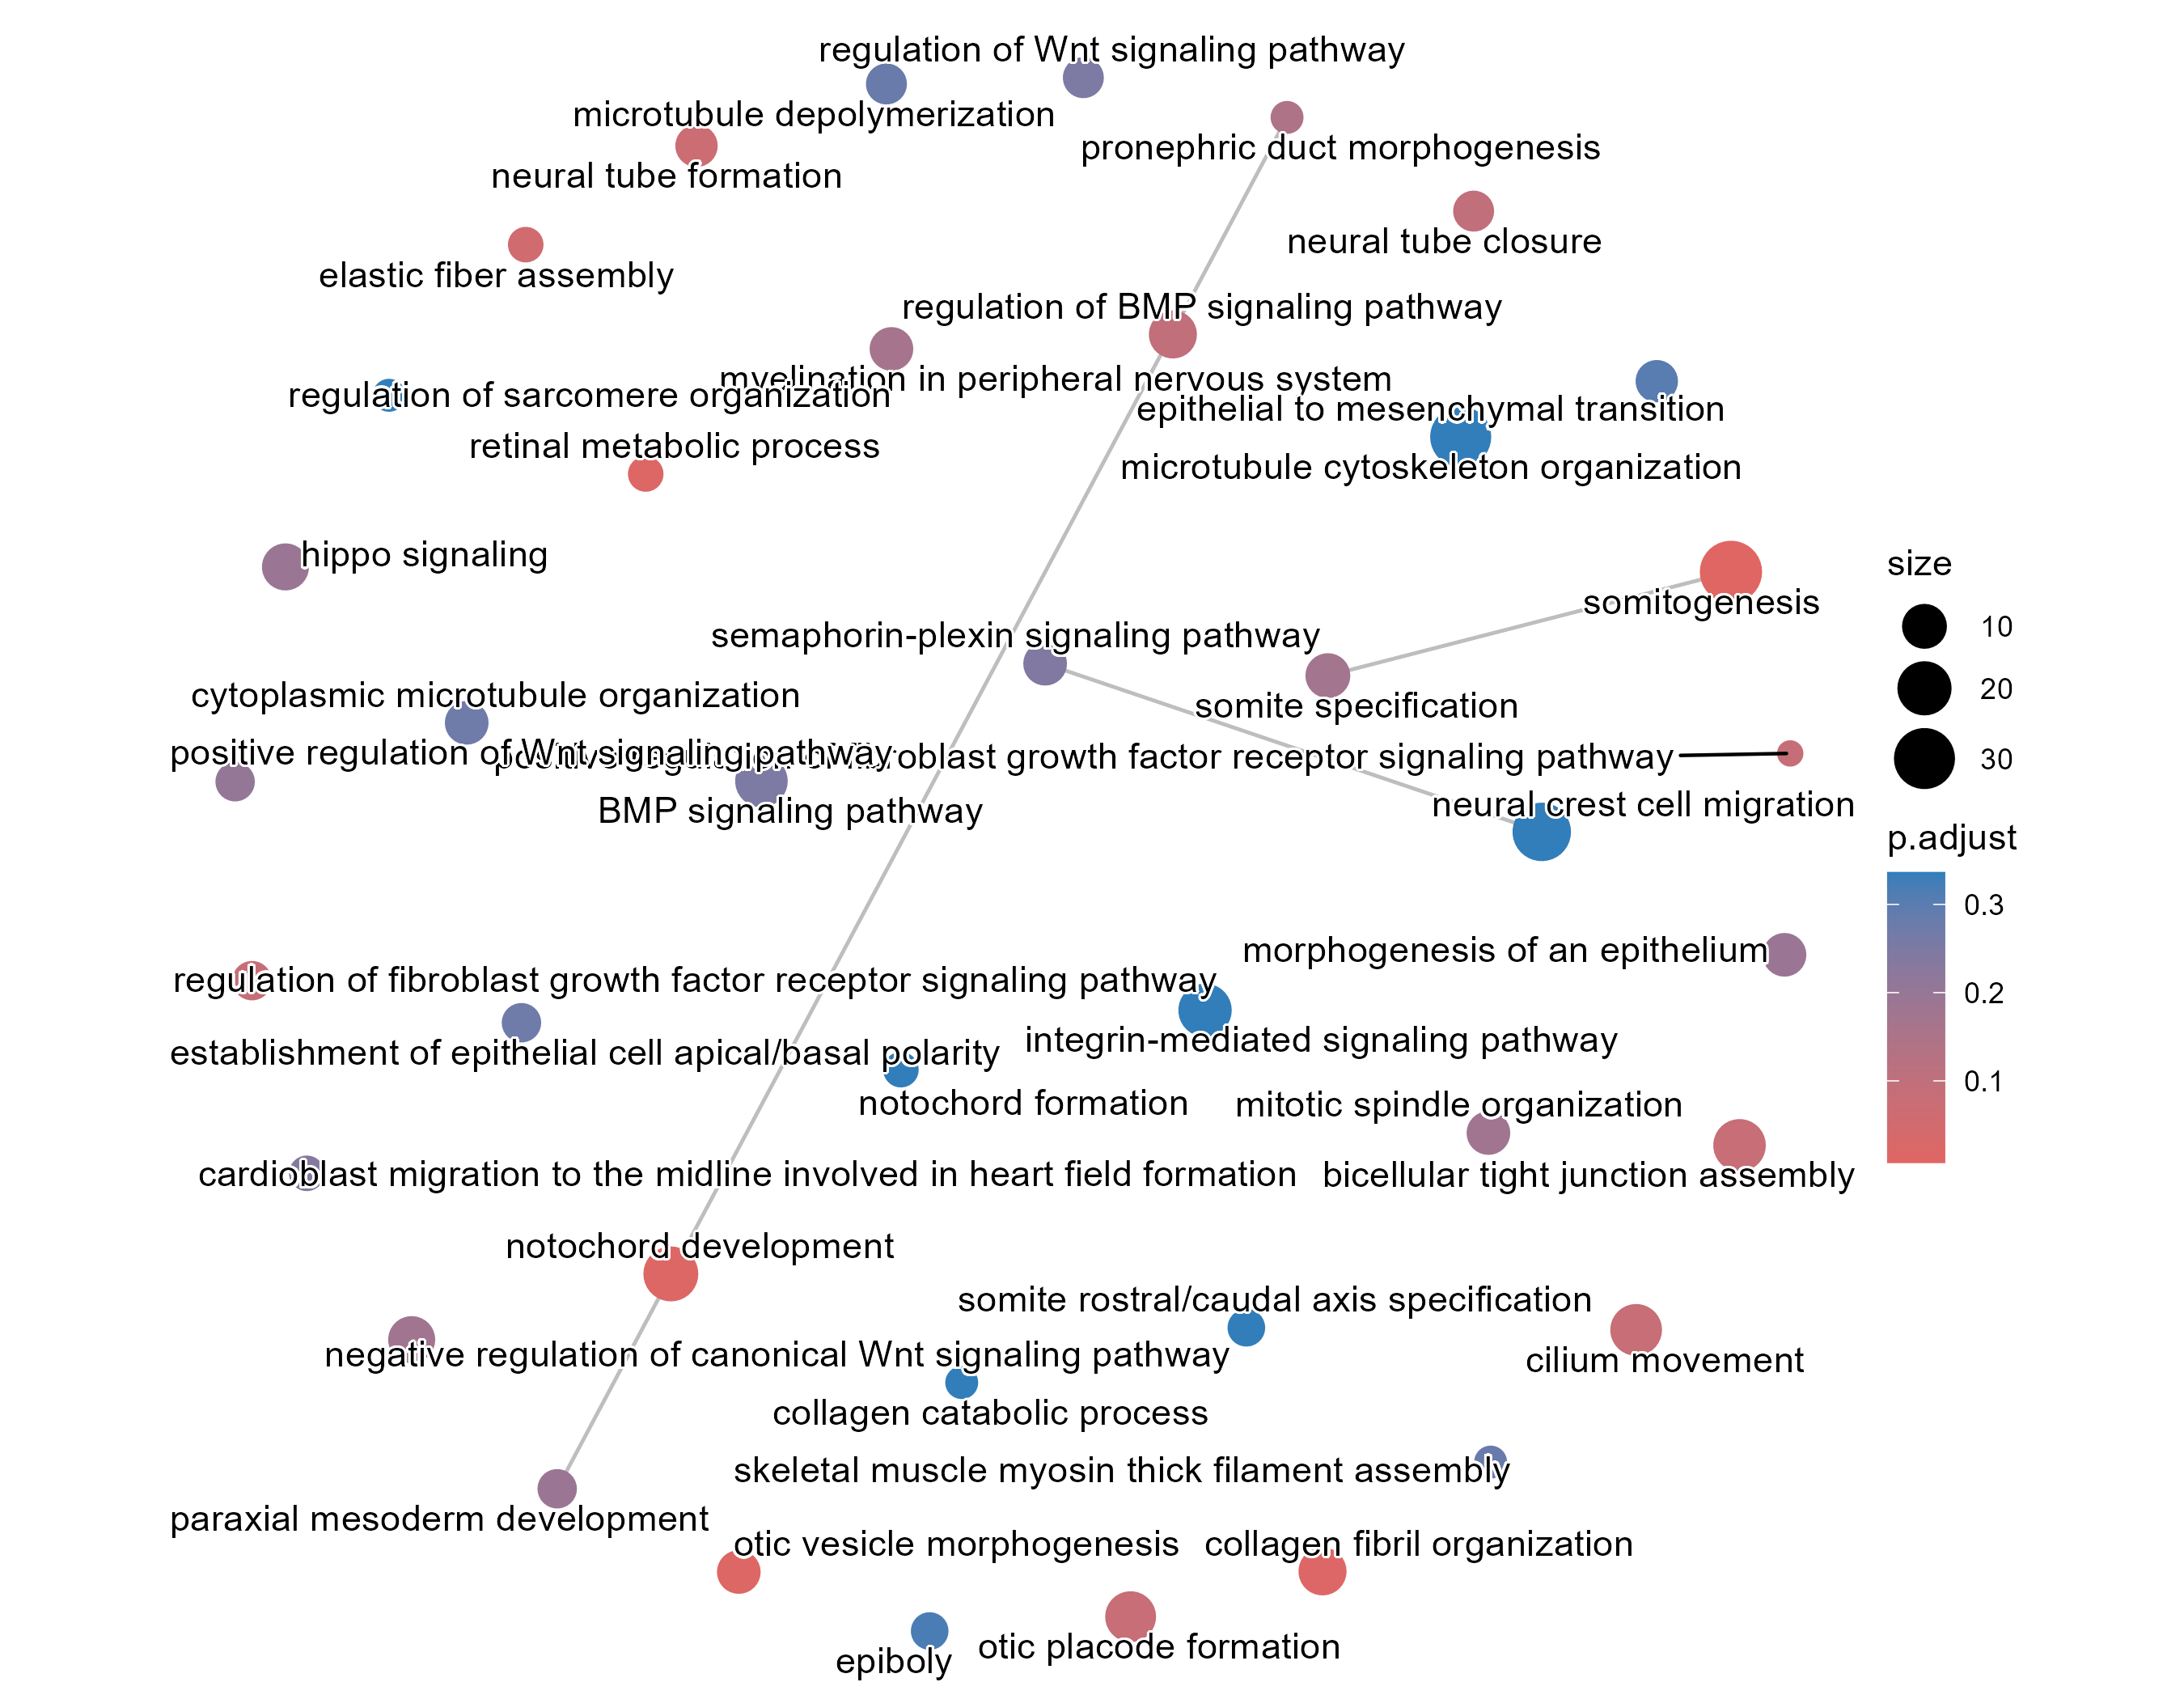 regulation of Wnt signaling pathway
microtubule depolymerization
pronephric duct morphogenesis
neural tube formation
neural tube closure
elastic fiber assembly
regulation of BMP signaling pathway
myelination in peripheral nervous system
regulation of sarcomere organization
epithelial to mesenchymal transition
retinal metabolic process
microtubule cytoskeleton organization
hippo signaling
size
somitogenesis
10
semaphorin-plexin signaling pathway
20
cytoplasmic microtubule organization
somite specification
positive regulation of Wnt signaling pathway
positive regulation of fibroblast growth factor receptor signaling pathway
30
neural crest cell migration
BMP signaling pathway
p.adjust
0.3
morphogenesis of an epithelium
regulation of fibroblast growth factor receptor signaling pathway
0.2
integrin-mediated signaling pathway
establishment of epithelial cell apical/basal polarity
0.1
notochord formation
mitotic spindle organization
cardioblast migration to the midline involved in heart field formation
bicellular tight junction assembly
notochord development
somite rostral/caudal axis specification
negative regulation of canonical Wnt signaling pathway
cilium movement
collagen catabolic process
skeletal muscle myosin thick filament assembly
paraxial mesoderm development
otic vesicle morphogenesis
collagen fibril organization
otic placode formation
epiboly